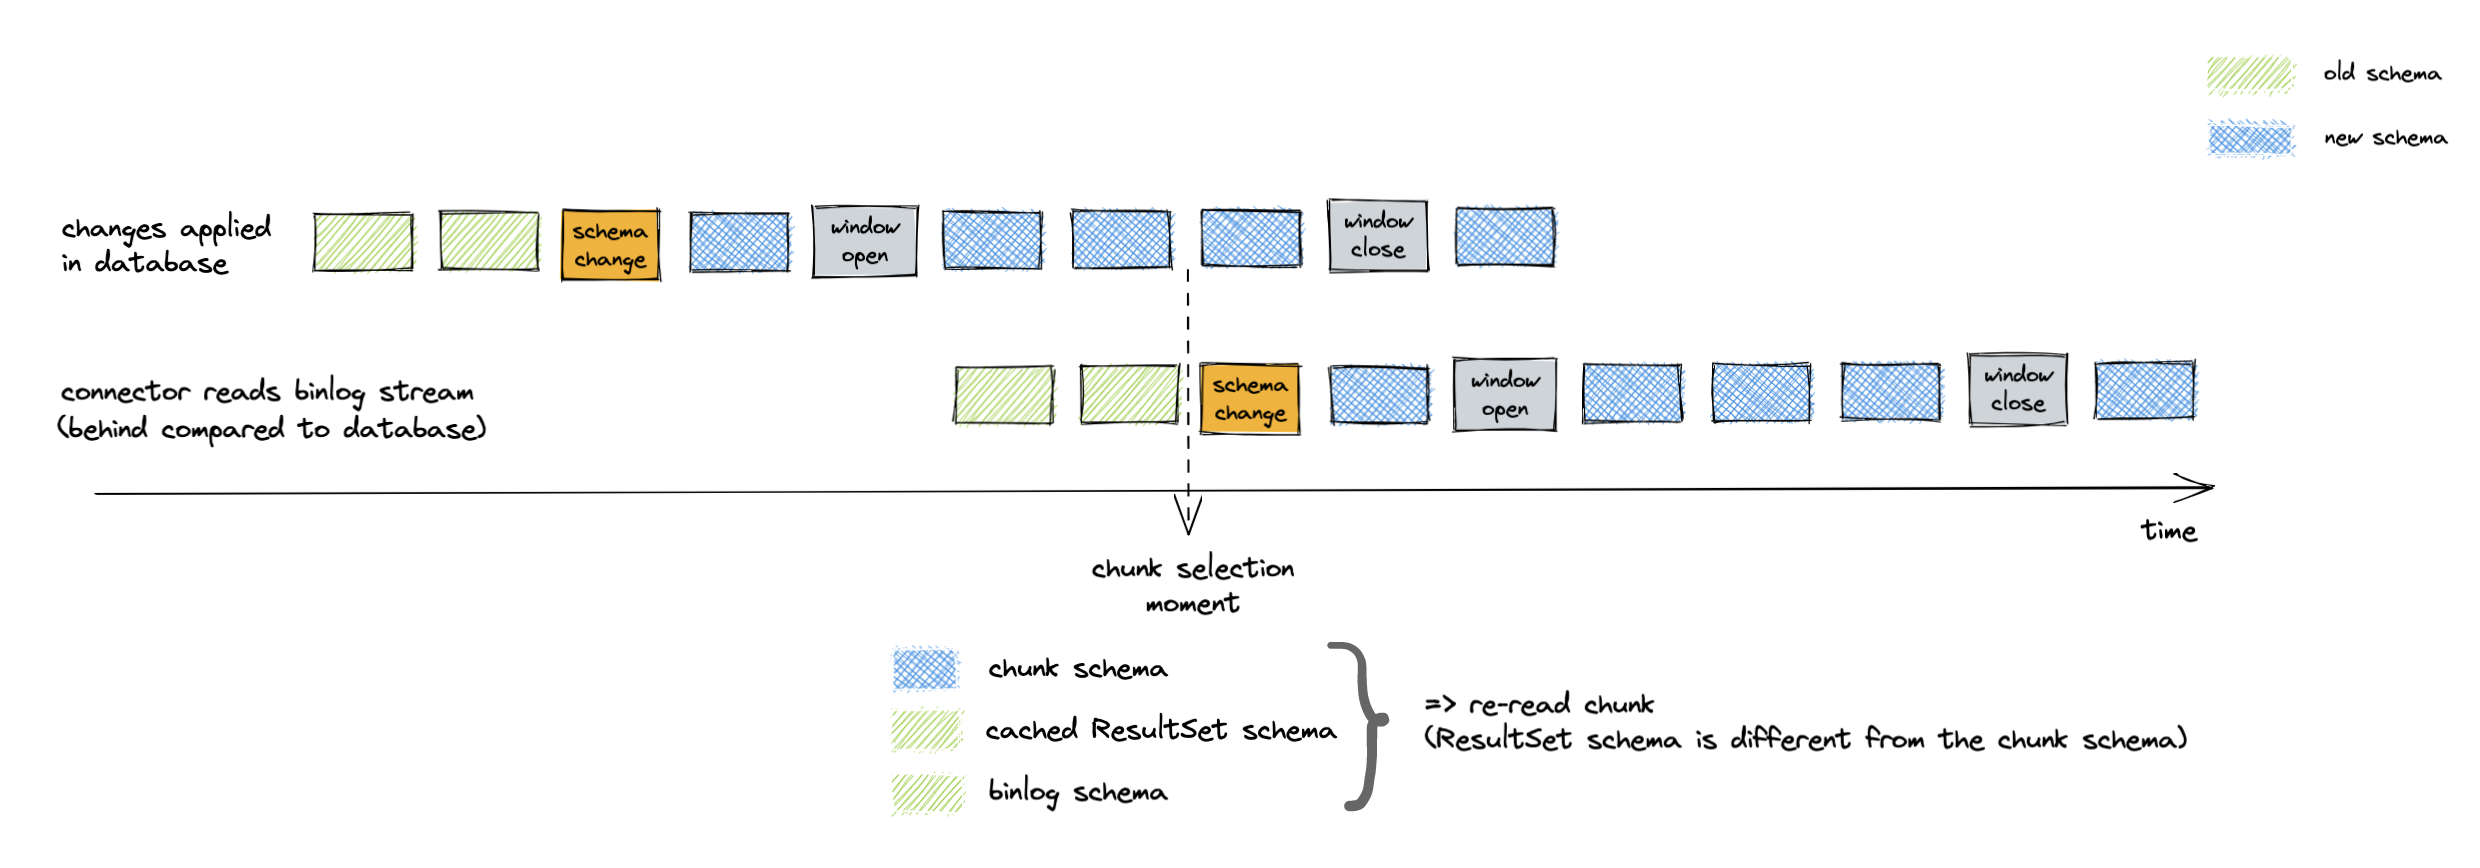 old schema
new schema
changes applied
in database
schema
change
window
open
window
close
connector reads binlog stream
(behind compared to database)
schema
change
window
open
window
close
time
chunk selection
moment
chunk schema
cached ResultSet schema
binlog schema
=> re-read chunk
(ResultSet schema is different from the chunk schema)